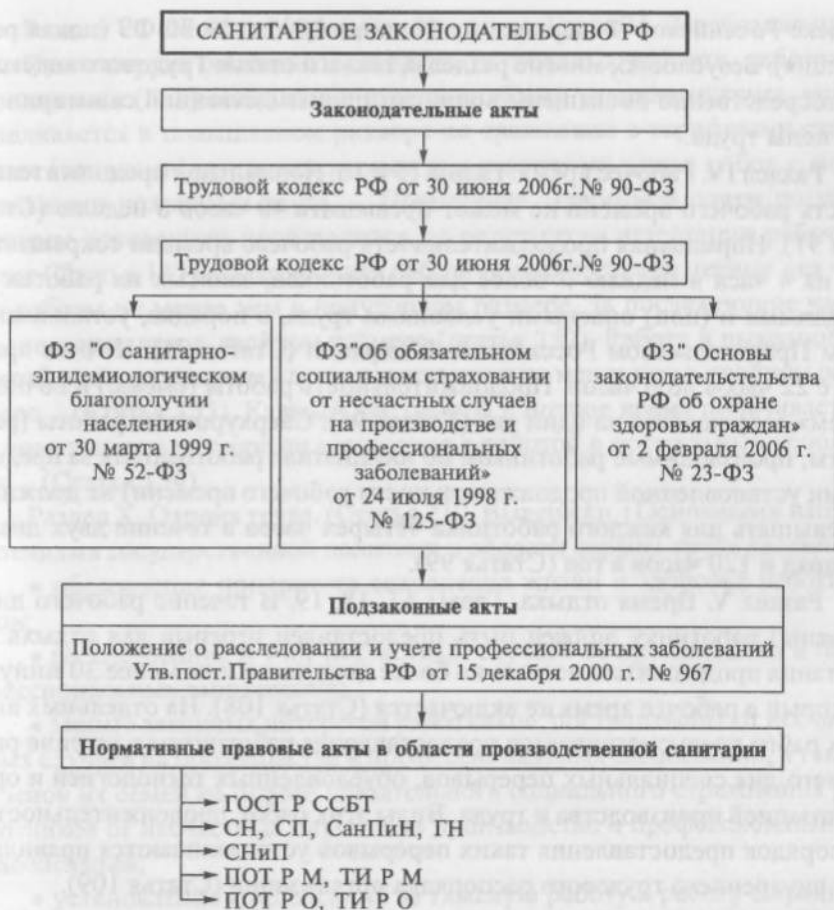 САНИТАРНОЕ ЗАКОНОДАТЕЛЬСТВО РФ
Законодательные акты
Трудовой кодекс РФ от 30 июня 2006г.№ 90-ФЗ
Трудовой кодекс РФ от 30 июня 2006г.№ 90-ФЗ
ФЗ "О санитарно-
эпидемиологическом
благополучии
населения»
от 30 марта 1999 г.
№ 52-ФЗ
ФЗ"Об обязательном
социальном страховании
от несчастных случаев
на производстве и
профессиональных
заболеваний»
от 24 июля 1998 г.
№ 125-ФЗ
ФЗ" Основы
законодательстельства
РФ об охране
здоровья граждан»
от 2 февраля 2006 г.
№ 23-ФЗ
Подзаконные акты
Положение о расследовании и учете профессиональных заболеваний
Утв.пост.Правительства РФ от 15 декабря 2000 г. № 967
Нормативные правовые акты в области производственной санитарии
ГОСТ Р ССБТ
СН, СП, СанПиН, ГН
СНиП
ПОТ Р М, ТИ Р М
ПОТ Р О, ТИ Р О